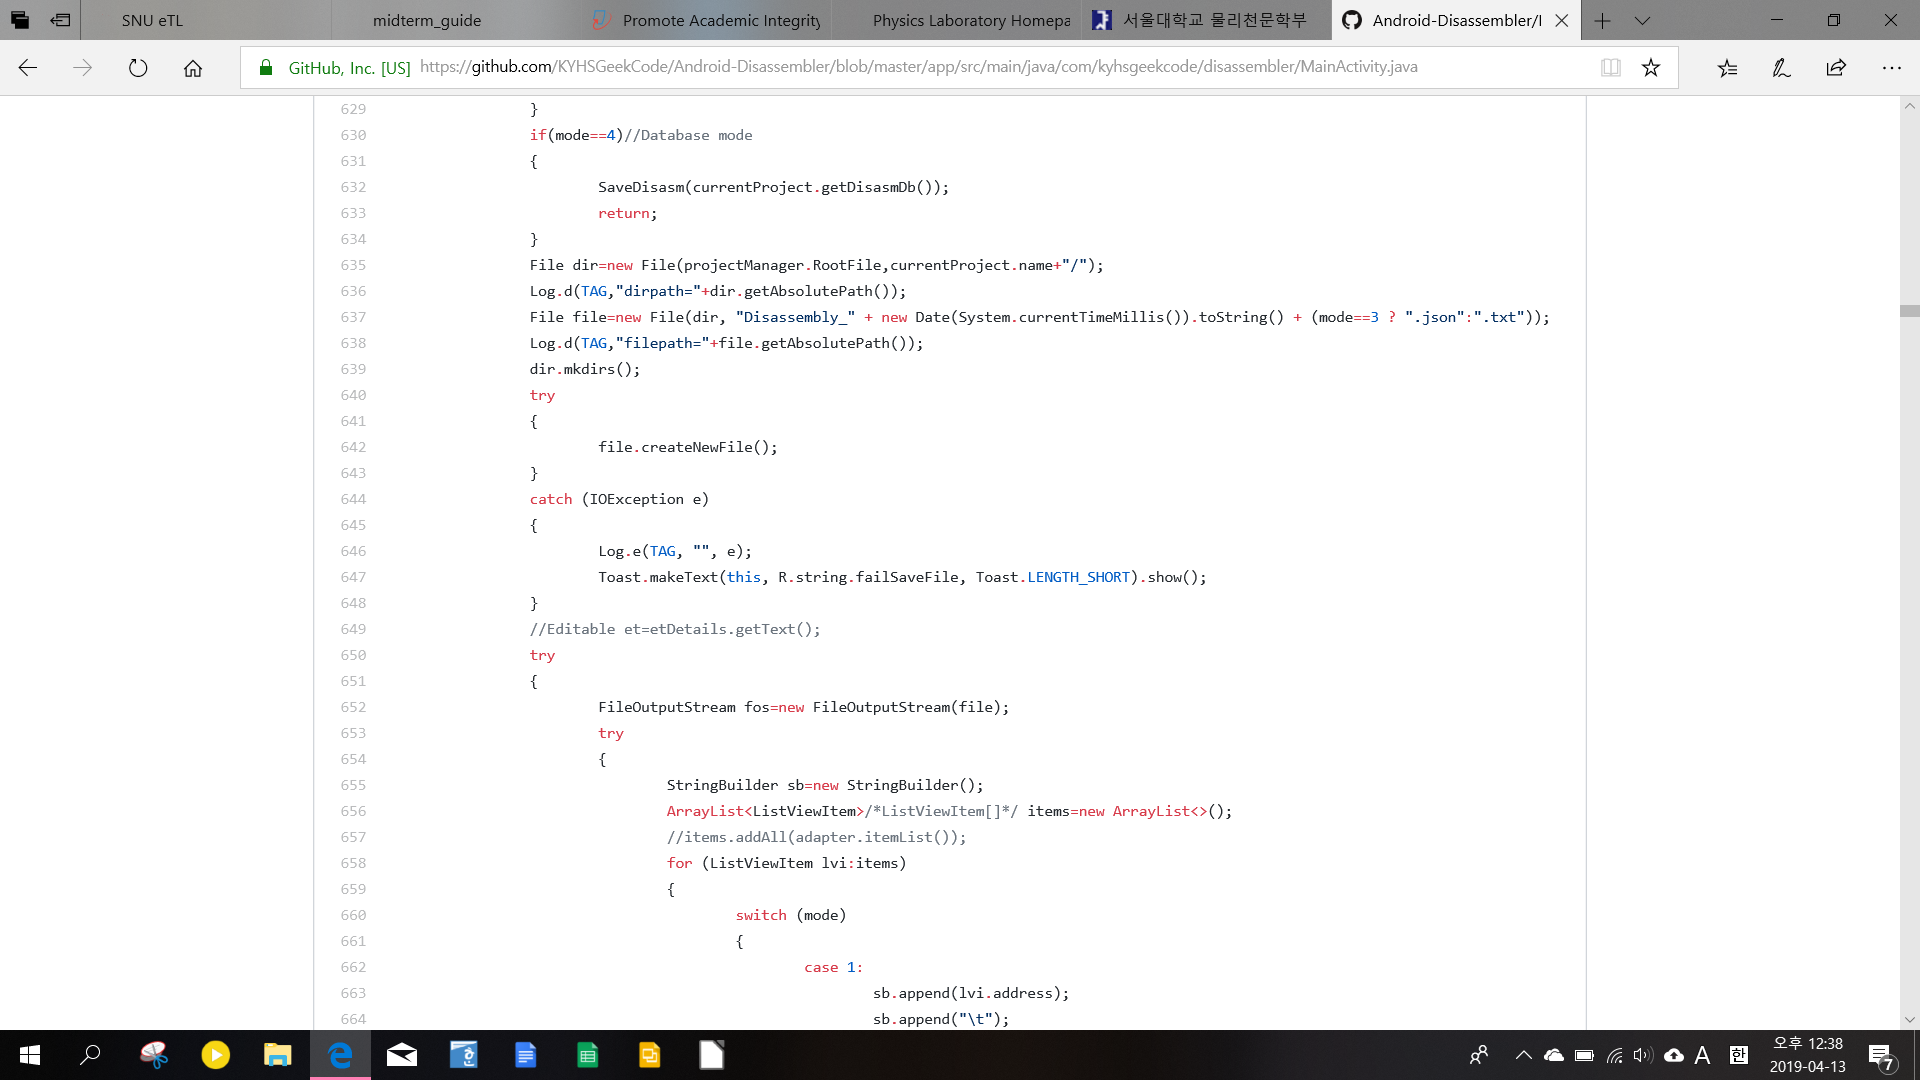 SNU eTL
midterm_guide
Promote Academic Integrity
Physics Laboratory Homepa
서울대학교 물리천문학부
Android-Disassembler/I
GitHub, Inc. [US] https://github.com/KYHSGeekCode/Android-Disassembler/blob/master/app/src/main/java/com/kyhsgeekcode/disassembler/MainActivity.java
629 }
630 if(mode==4)//Database mode
631 {
632 SaveDisasm(currentProject.getDisasmDb());
633 return;
634 }
635 File dir=new File(projectManager.RootFile,currentProject.name+"/");
636 Log.d(TAG,"dirpath="+dir.getAbsolutePath());
637 File file=new File(dir, "Disassembly_" + new Date(System.currentTimeMillis()).toString() + (mode==3 ? ".json":".txt"));
638 Log.d(TAG,"filepath="+file.getAbsolutePath());
639 dir.mkdirs();
640 try
641 {
642 file.createNewFile();
643 }
644 catch (IOException e)
645 {
646 Log.e(TAG, "", e);
647 Toast.makeText(this, R.string.failSaveFile, Toast.LENGTH_SHORT).show();
648 }
649 //Editable et=etDetails.getText();
650 try
651 {
652 FileOutputStream fos=new FileOutputStream(file);
653 try
654 {
655 StringBuilder sb=new StringBuilder();
656 ArrayList<ListViewItem>/*ListViewItem[]*/ items=new ArrayList<>();
657 //items.addAll(adapter.itemList());
658 for (ListViewItem lvi:items)
659 {
660 switch (mode)
661 {
662 case 1:
663 sb.append(lvi.address);
664 sb.append("\t");
A
한
오후 12:38
2019-04-13
7